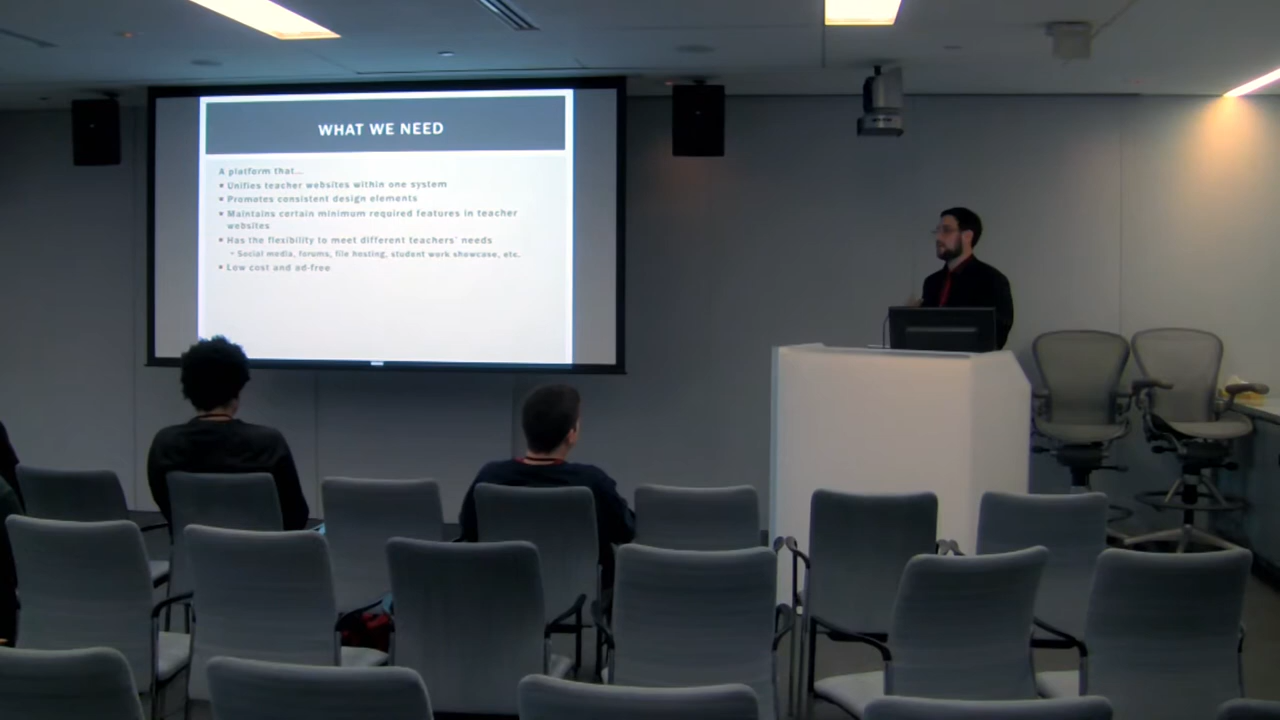 WHAT WE NEED
A platform that...
▪ Unifies teacher websites within one system
▪ Promotes consistent design elements
▪ Maintains certain minimum required features in teacher
websites
▪ Has the flexibility to meet different teachers' needs
▪ Social media, forums, file hosting, student work showcase, etc.
▪ Low cost and ad-free